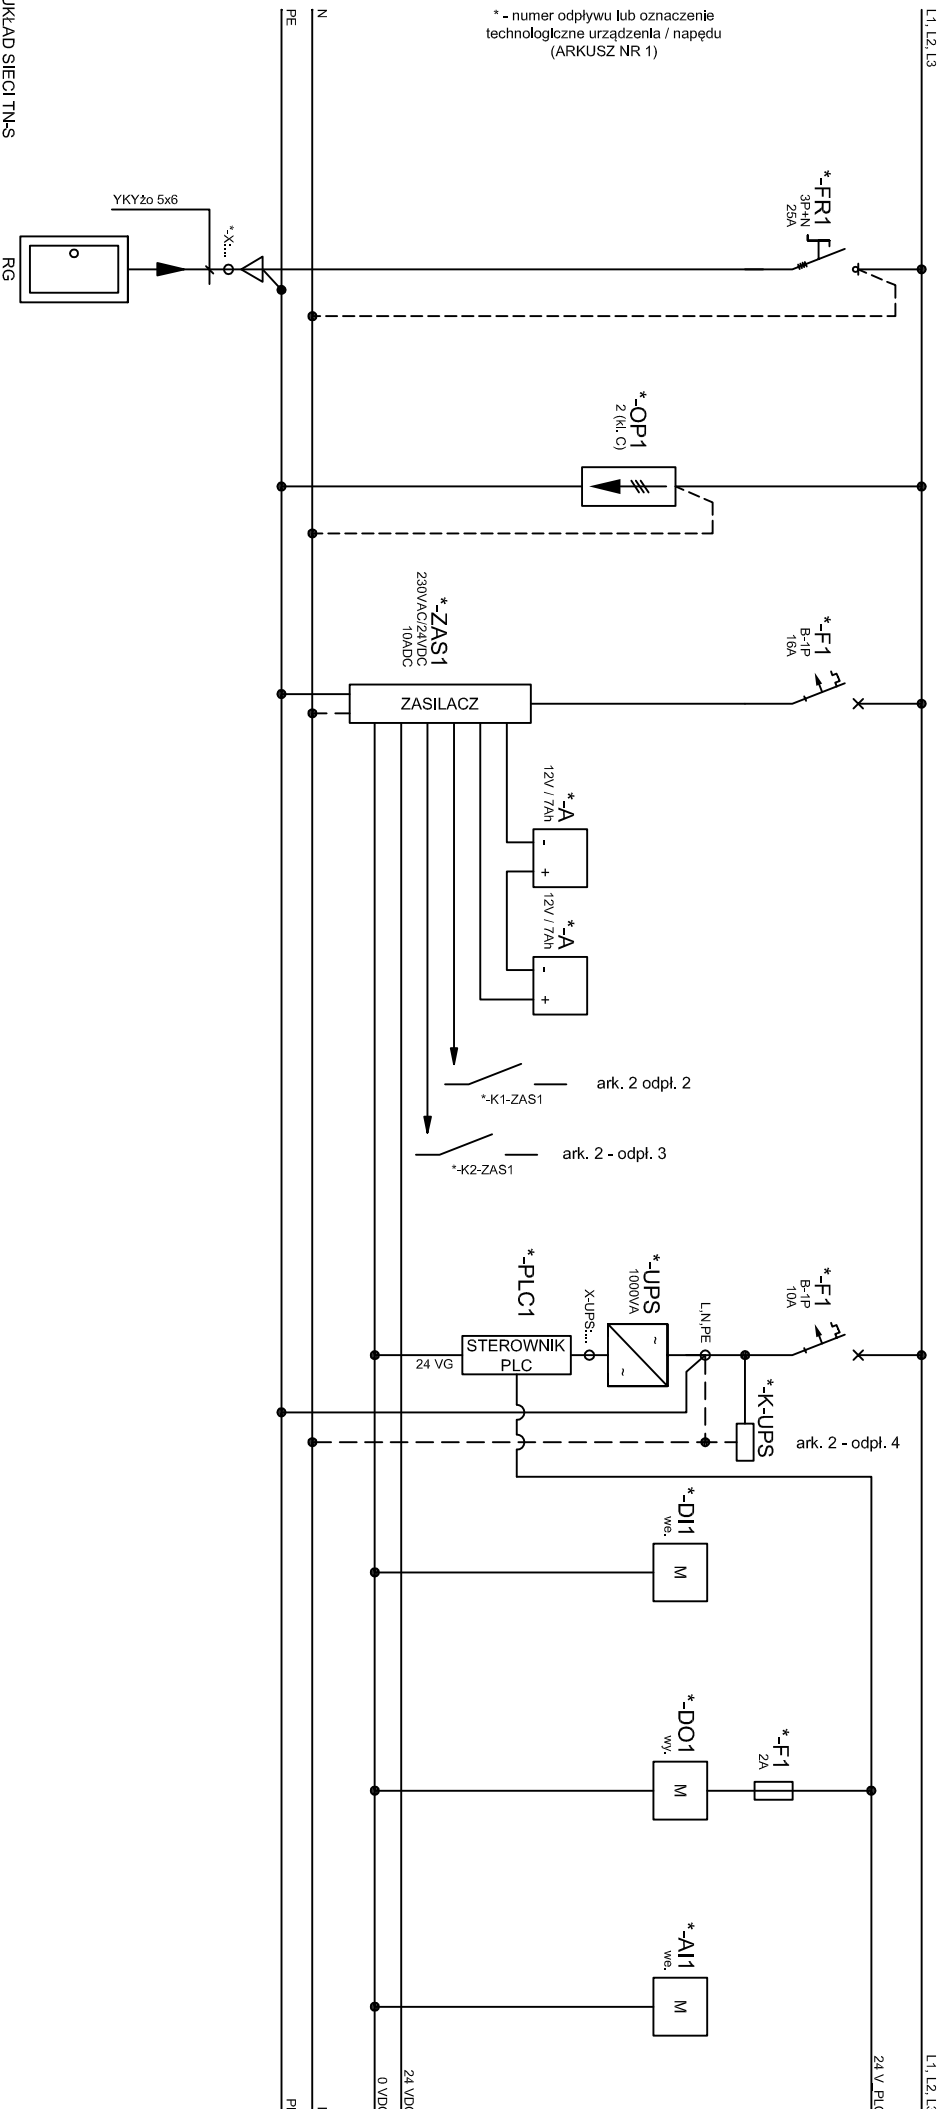 L1, L2, L3
N
PE
* - numer odpływu lub oznaczenie
technologiczne urządzenia / napędu
(ARKUSZ NR 1)
UKŁAD SIECI TN-S
*-FR1
3P+N
25A
YKYżo 5x6
*-X:...
RG
*-OP1
2 (kl. C)
*-F1
B-1P
16A
*-ZAS1
230VAC/24VDC
10ADC
ZASILACZ
*-A
12V / 7Ah
-
+
*-A
12V / 7Ah
-
+
ark. 2 odpł. 2
*-K1-ZAS1
ark. 2 - odpł. 3
*-K2-ZAS1
*-F1
B-1P
10A
*-UPS
1000VA
L,N,PE
X-UPS:...
~
~
*-PLC1
STEROWNIK
PLC
24 VG
*-K-UPS
ark. 2 - odpł. 4
*-DI1
we.
M
*-DO1
wy.
M
*-F1
2A
*-AI1
we.
M
L1, L2, L3
24 V_PLC
24 VDC
0 VDC